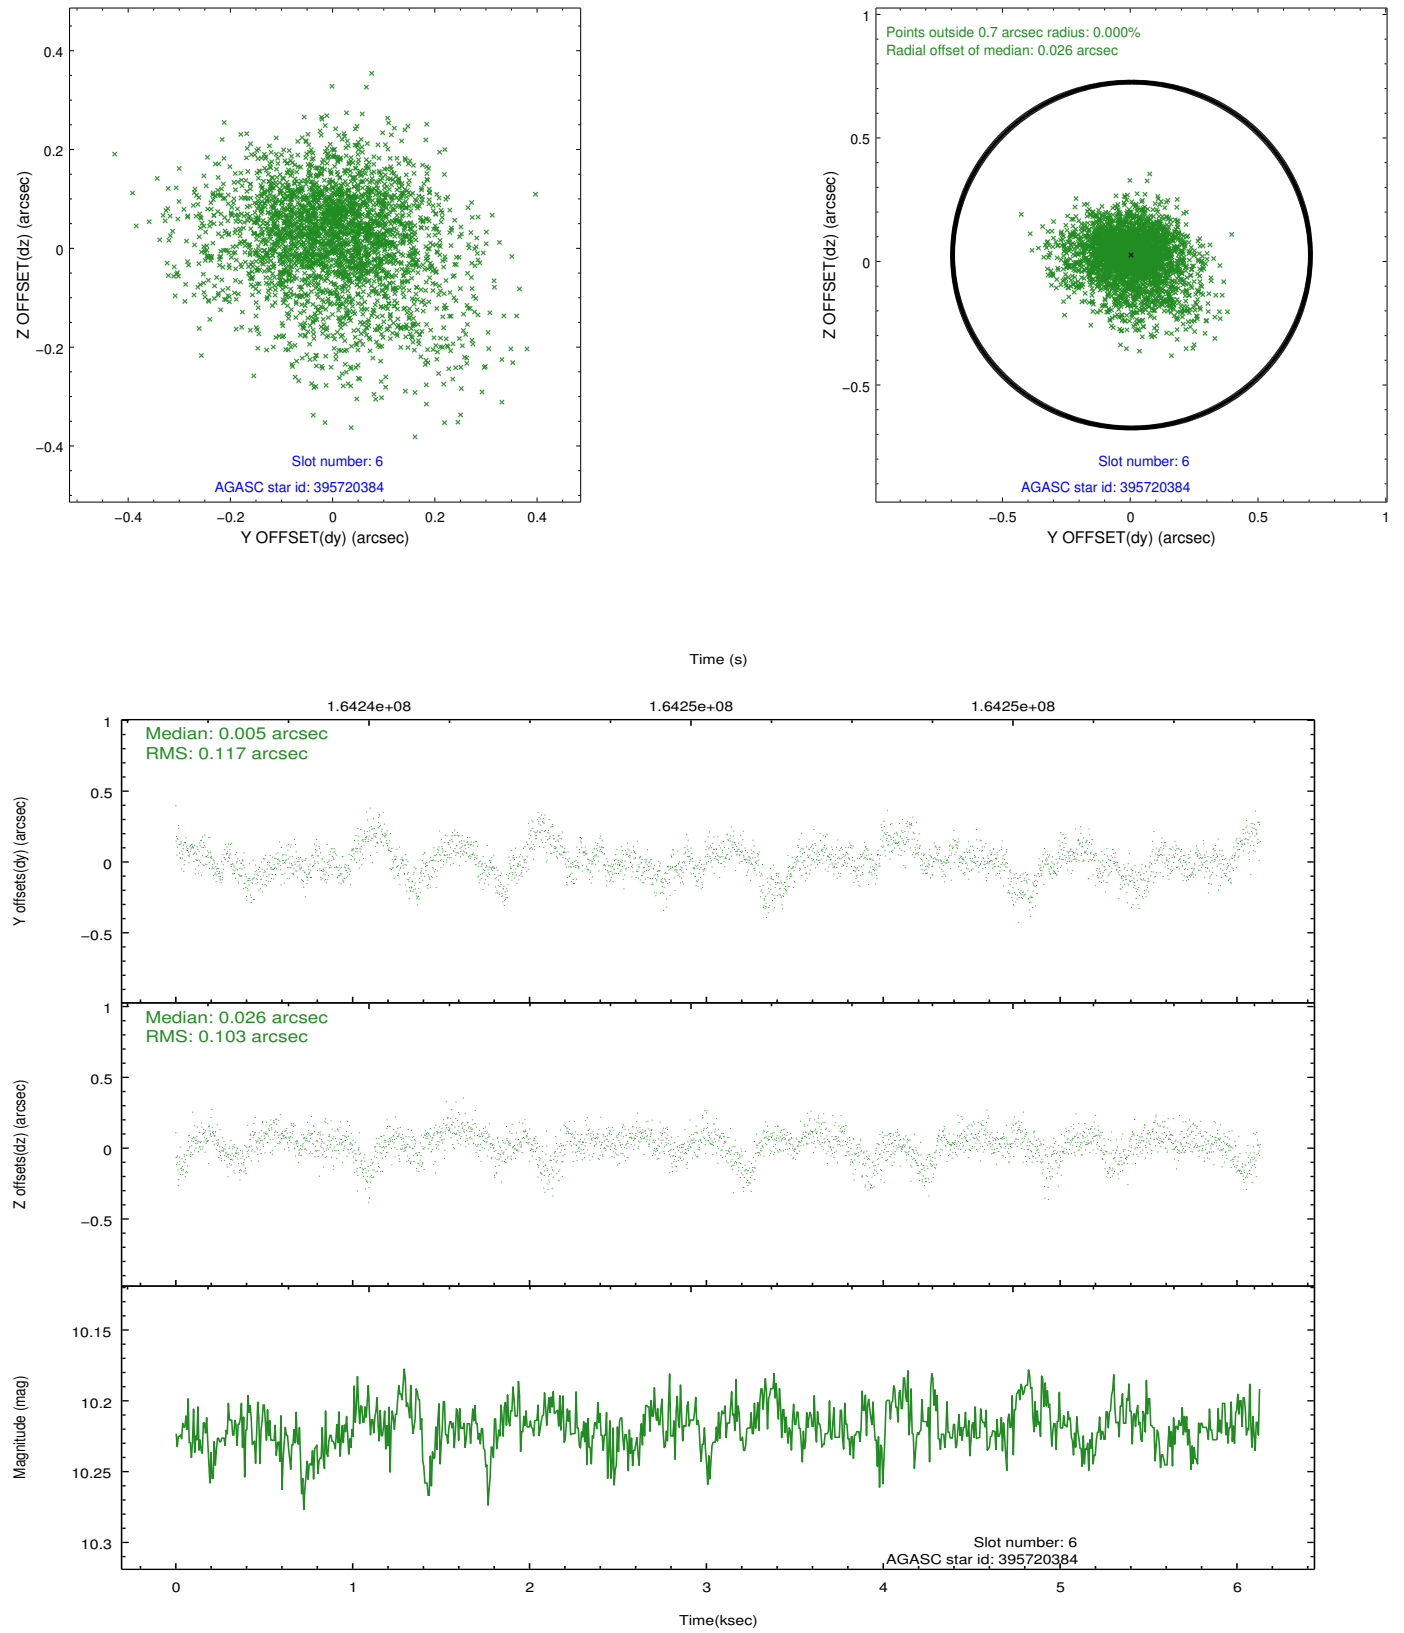 0.4
0.2
0
−0.2
−0.4
Z OFFSET(dz) (arcsec)
Slot number: 6
AGASC star id: 395720384
−0.4 −0.2 0 0.2 0.4
Y OFFSET(dy) (arcsec)
Points outside 0.7 arcsec radius: 0.000%
Radial offset of median: 0.026 arcsec
1
0.5
0
−0.5
Z OFFSET(dz) (arcsec)
Slot number: 6
AGASC star id: 395720384
−0.5 0 0.5 1
Y OFFSET(dy) (arcsec)
Time (s)
1.6424e+08 1.6425e+08 1.6425e+08
Median: 0.005 arcsec
RMS: 0.117 arcsec
1
0.5
0
−0.5
Y offsets(dy) (arcsec)
Median: 0.026 arcsec
RMS: 0.103 arcsec
1
0.5
0
−0.5
Z offsets(dz) (arcsec)
10.15
10.2
10.25
10.3
Magnitude (mag)
Slot number: 6
AGASC star id: 395720384
0 1 2 3 4 5 6
Time(ksec)